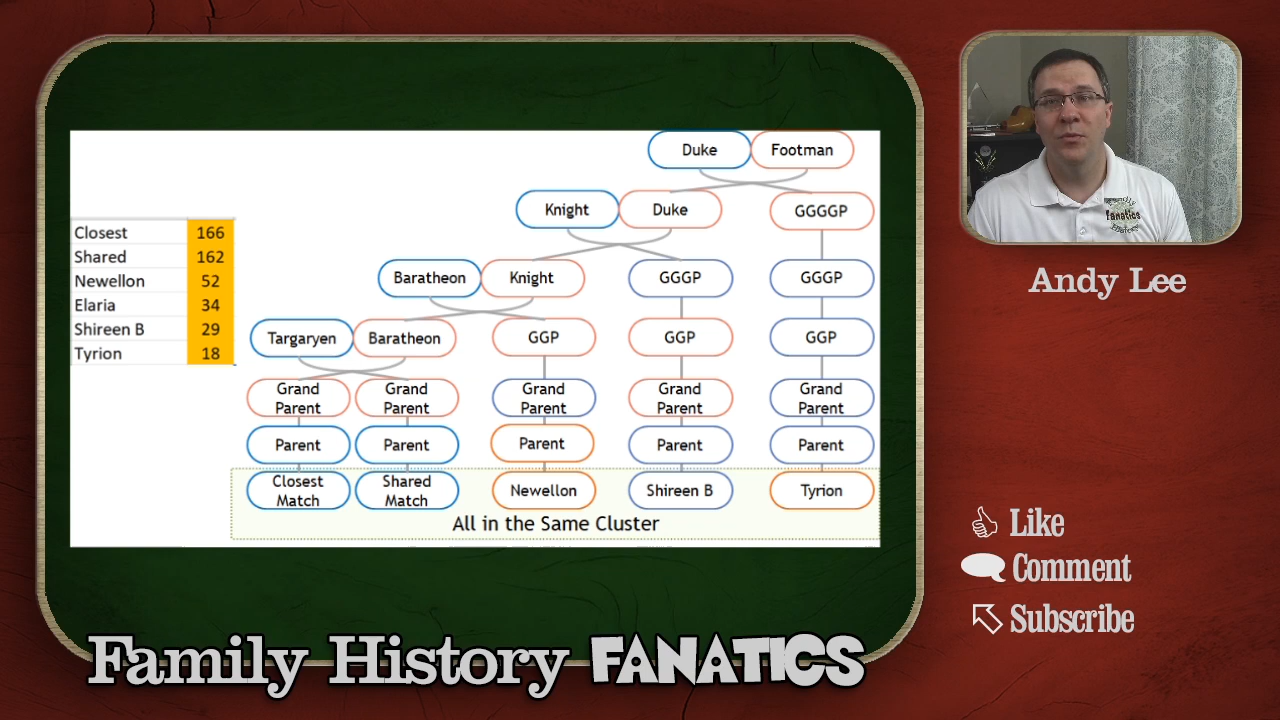 Duke Footman
Knight Duke GGGGP
Closest 166
Shared 162
Newellon 52
Elaria 34
Shireen B 29
Tyrion 18
Baratheon Knight GGGP GGGP
Targaryen Baratheon GGP GGP GGP
Grand Parent Grand Parent Grand Parent Grand Parent Grand Parent
Parent Parent Parent Parent Parent
Closest Match Shared Match Newellon Shireen B Tyrion
All in the Same Cluster
fanatics
Andy Lee
Like
Comment
Subscribe
Family History FANATICS